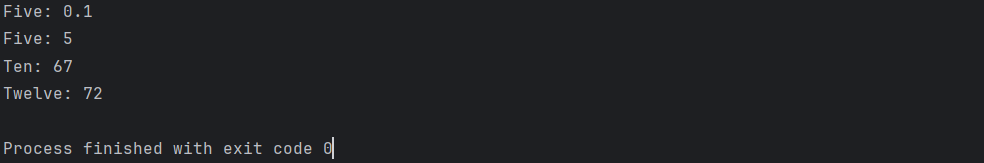 Five: 0.1
Five: 5
Ten: 67
Twelve: 72
Process finished with exit code 0